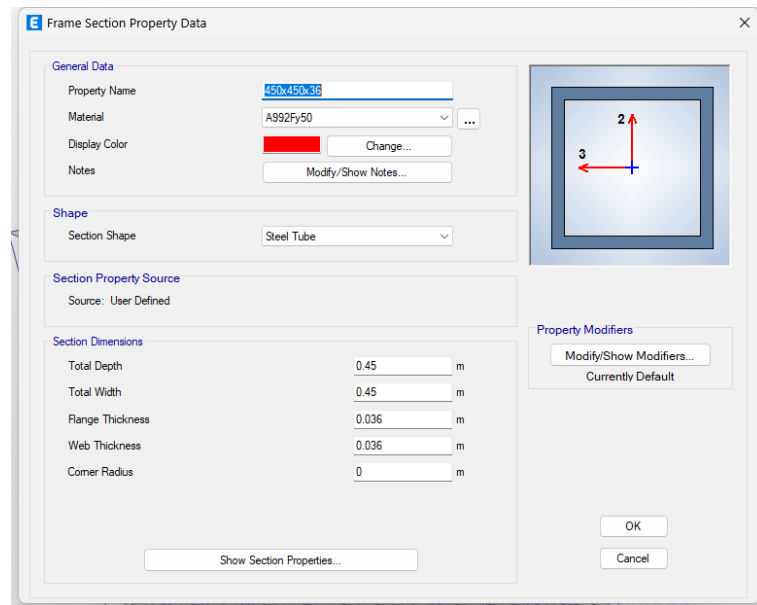 E Frame Section Property Data
General Data
Property Name 450x450x36
Material A992Fy50 ...
Display Color Change...
Notes Modify/Show Notes...
Shape
Section Shape Steel Tube
Section Property Source
Source: User Defined
Section Dimensions
Total Depth 0.45 m
Total Width 0.45 m
Flange Thickness 0.036 m
Web Thickness 0.036 m
Corner Radius 0 m
Show Section Properties...
2
3
Property Modifiers
Modify/Show Modifiers...
Currently Default
OK
Cancel